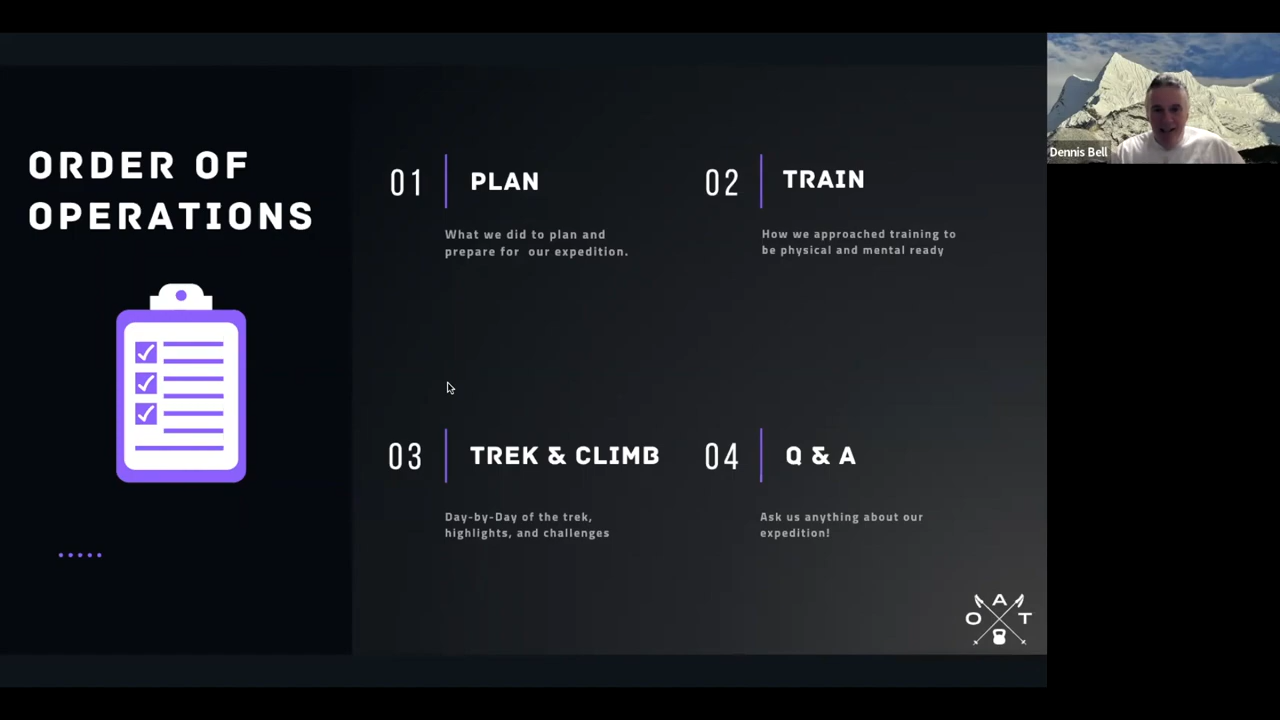 ORDER OF
OPERATIONS
01
PLAN
What we did to plan and
prepare for our expedition.
02
TRAIN
How we approached training to
be physical and mental ready
03
TREK & CLIMB
Day-by-Day of the trek,
highlights, and challenges
04
Q & A
Ask us anything about our
expedition!
O A T
Dennis Bell